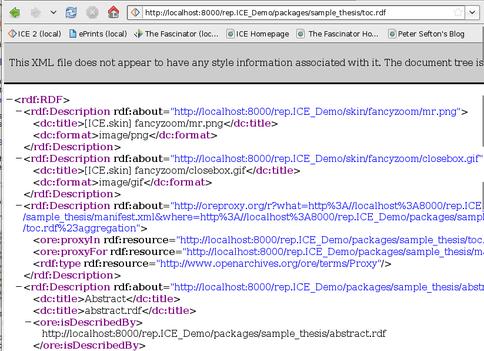 http://localhost:8000/rep.ICE_Demo/packages/sample_thesis/toc.rdf
ICE 2 (local) ePrints (local) The Fascinator (loc... ICE Homepage The Fascinator Peter Sefton's Blog
This XML file does not appear to have any style information associated with it. The document tree is
−<rdf:RDF>
−<rdf:Description rdf:about="http://localhost:8000/rep.ICE_Demo/skin/fancyzoom/mr.png">
<dc:title>[ICE.skin] fancyzoom/mr.png</dc:title>
<dc:format>image/png</dc:format>
</rdf:Description>
−<rdf:Description rdf:about="http://localhost:8000/rep.ICE_Demo/skin/fancyzoom/closebox.gif"
<dc:title>[ICE.skin] fancyzoom/closebox.gif</dc:title>
<dc:format>image/gif</dc:format>
</rdf:Description>
−<rdf:Description rdf:about="http://oreproxy.org/r?what=http%3A//localhost%3A8000/rep.ICE_D
/sample_thesis/manifest.xml&where=http%3A//localhost%3A8000/rep.ICE_Demo/packages/samp
/toc.rdf%23aggregation">
<ore:proxyIn rdf:resource="http://localhost:8000/rep.ICE_Demo/packages/sample_thesis/toc.
<ore:proxyFor rdf:resource="http://localhost:8000/rep.ICE_Demo/packages/sample_thesis/m
<rdf:type rdf:resource="http://www.openarchives.org/ore/terms/Proxy"/>
</rdf:Description>
−<rdf:Description rdf:about="http://localhost:8000/rep.ICE_Demo/packages/sample_thesis/abstr
<dc:title>Abstract</dc:title>
<dc:title>abstract.rdf</dc:title>
−<ore:isDescribedBy>
http://localhost:8000/rep.ICE_Demo/packages/sample_thesis/abstract.rdf
</ore:isDescribedBy>